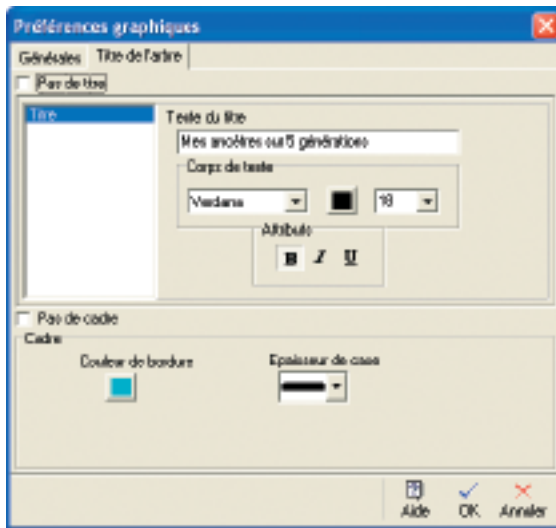 Préférences graphiques
Générales Titre de l'arbre
Pas de titre
Titre
Texte du titre
Mes ancêtres sur 5 générations
Corps de texte
Verdana 18
Attributs
B I U
Pas de cadre
Cadre
Couleur de bordure Epaisseur de case
Aide OK Annuler